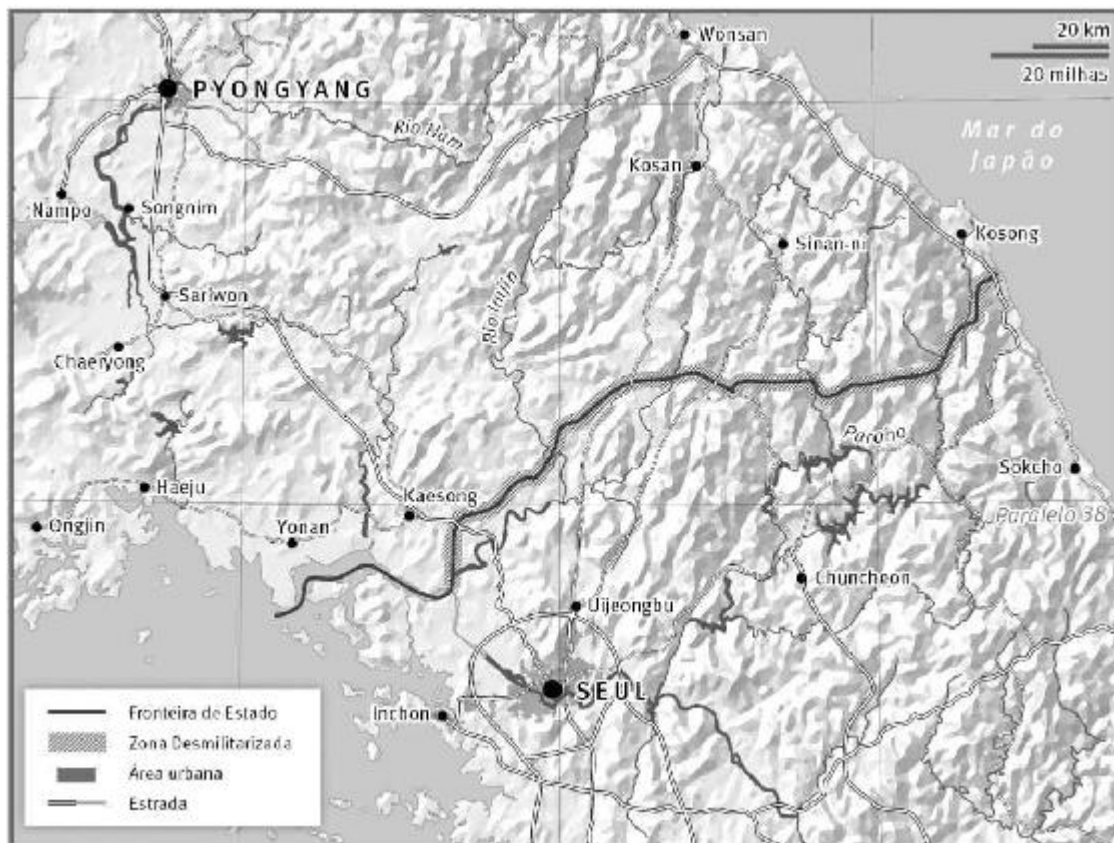 Wonsan
20 km
20 milhas
PYONGYANG
Rio Nam
Mar do
Japão
Kosan
Nampo
Songnim
Sinan-ni
Kosong
Rio Injin
Sariwon
Chaeryong
Paroho
Haeju
Kaesong
Sokcho
Ongjin
Yonan
Paralelo 38
Chuncheon
Uijeongbu
SEUL
Inchon
Fronteira de Estado
Zona Desmilitarizada
Área urbana
Estrada